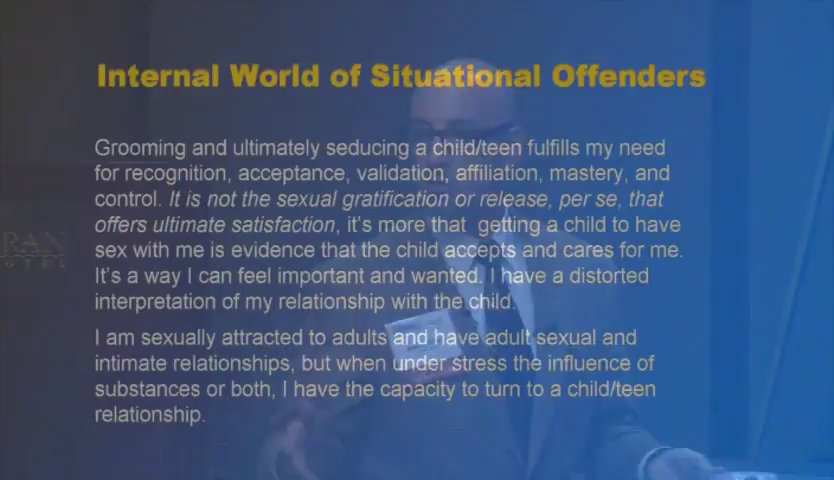 Internal World of Situational Offenders
Grooming and ultimately seducing a child/teen fulfills my need
for recognition, acceptance, validation, affiliation, mastery, and
control. It is not the sexual gratification or release, per se, that
offers ultimate satisfaction, it's more that getting a child to have
sex with me is evidence that the child accepts and cares for me.
It's a way I can feel important and wanted. I have a distorted
interpretation of my relationship with the child.
I am sexually attracted to adults and have adult sexual and
intimate relationships, but when under stress the influence of
substances or both, I have the capacity to turn to a child/teen
relationship.